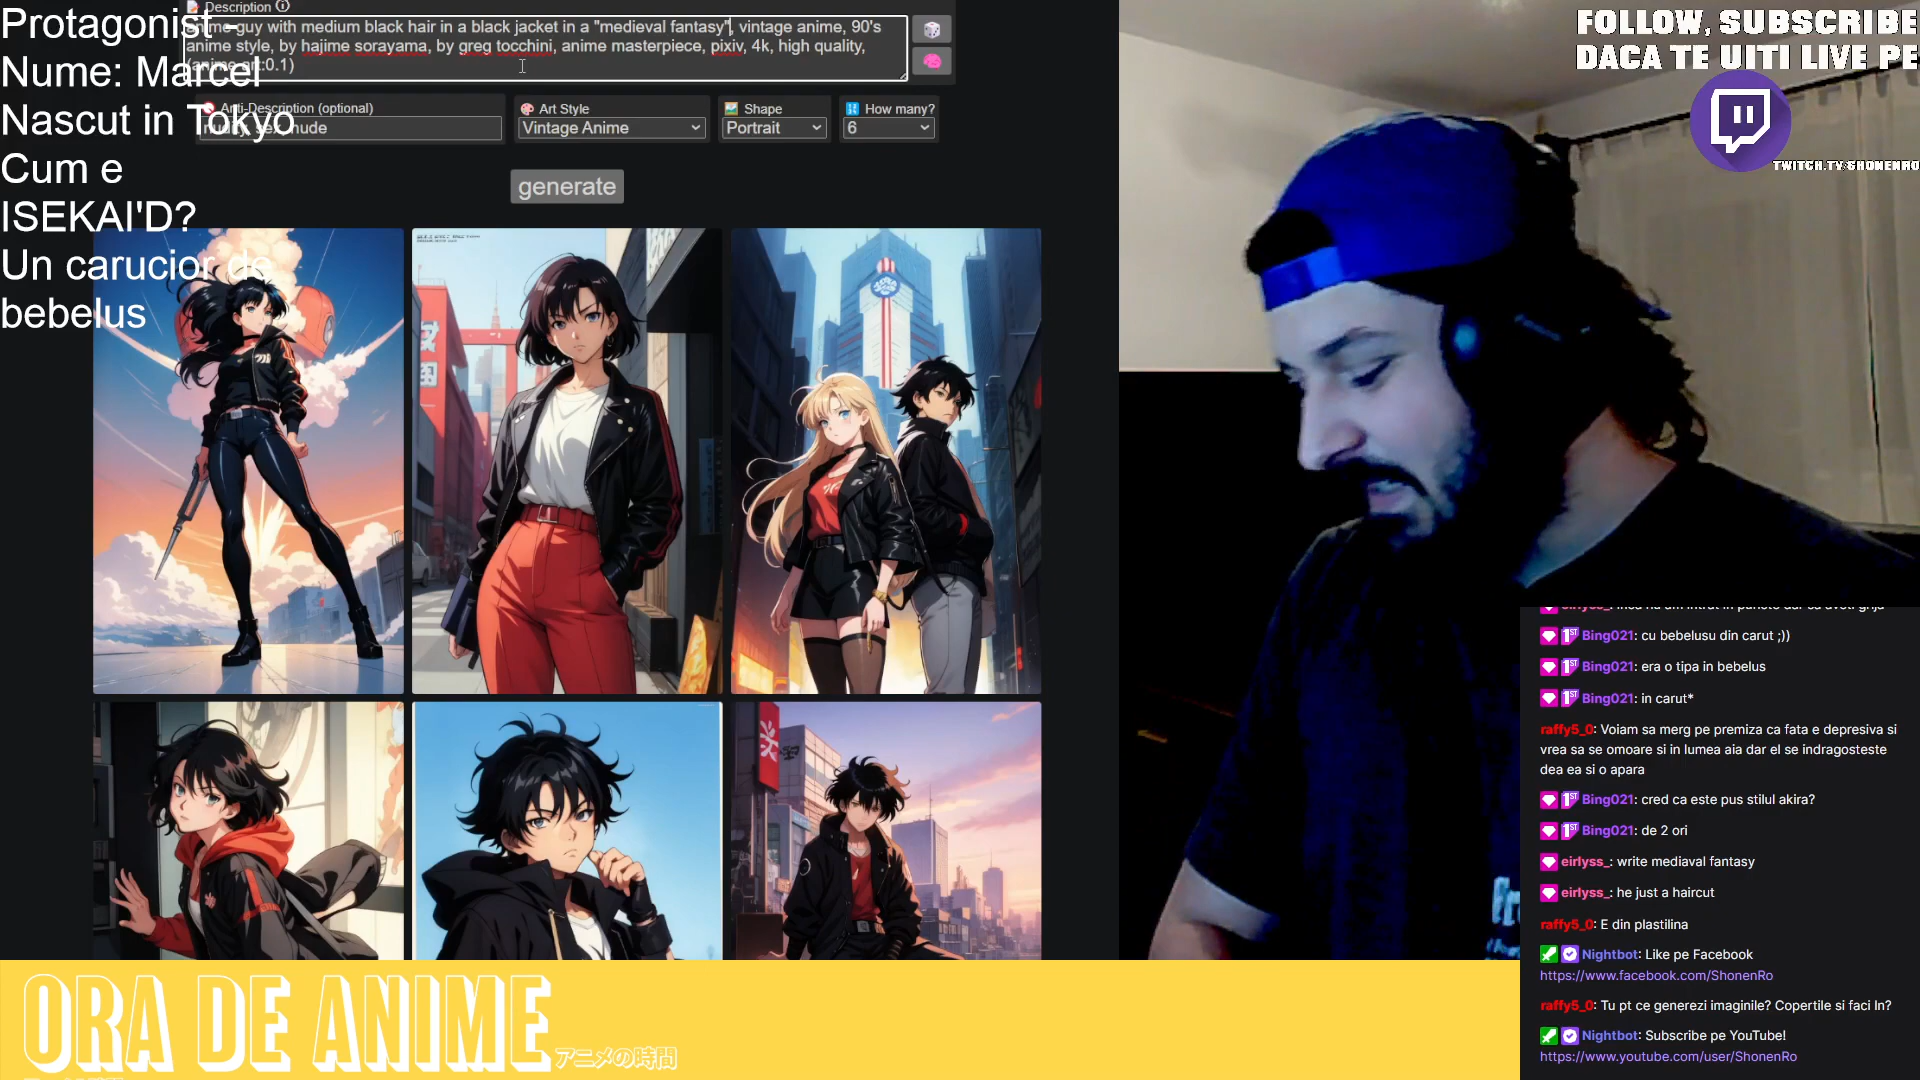 Protagonist -
Nume: Marcel
Nascut in Tokyo
Cum e
ISEKAI'D?
Un carucior de
bebelus
Description
anime guy with medium black hair in a black jacket in a "medieval fantasy", vintage anime, 90's
anime style, by hajime sorayama, by greg tocchini, anime masterpiece, pixiv, 4k, high quality,
(anime art:0.1)
Anti-Description (optional)
nudity, sex, nude
Art Style
Vintage Anime
Shape
Portrait
How many?
6
generate
FOLLOW, SUBSCRIBE
DACA TE UITI LIVE PE
TWITCH.TV/SHONENRO
Bing021: cu bebelusu din carut ;))
Bing021: era o tipa in bebelus
Bing021: in carut*
raffy5_0: Voiam sa merg pe premiza ca fata e depresiva si
vrea sa se omoare si in lumea aia dar el se indragosteste
dea ea si o apara
Bing021: cred ca este pus stilul akira?
Bing021: de 2 ori
eirlyss_: write mediaval fantasy
eirlyss_: he just a haircut
raffy5_0: E din plastilina
Nightbot: Like pe Facebook
https://www.facebook.com/ShonenRo
raffy5_0: Tu pt ce generezi imaginile? Copertile si faci ln?
Nightbot: Subscribe pe YouTube!
https://www.youtube.com/user/ShonenRo
ORA DE ANIME
アニメの時間